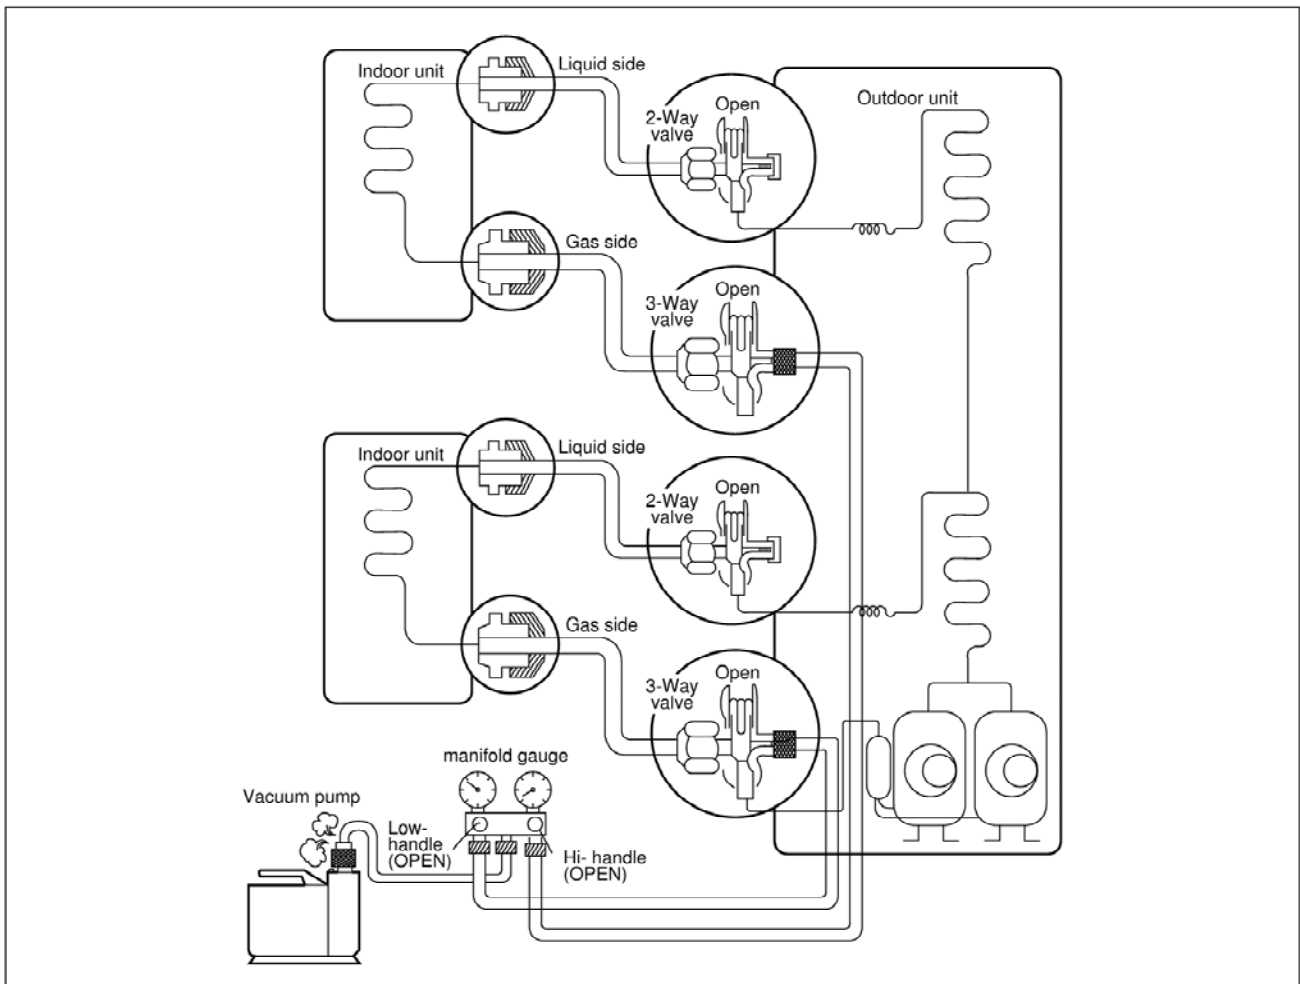 Indoor unit
Liquid side
2-Way
valve
Open
Outdoor unit
Gas side
3-Way
valve
Open
Indoor unit
Liquid side
2-Way
valve
Open
Gas side
3-Way
valve
Open
manifold gauge
Vacuum pump
Low-
handle
(OPEN)
Hi- handle
(OPEN)